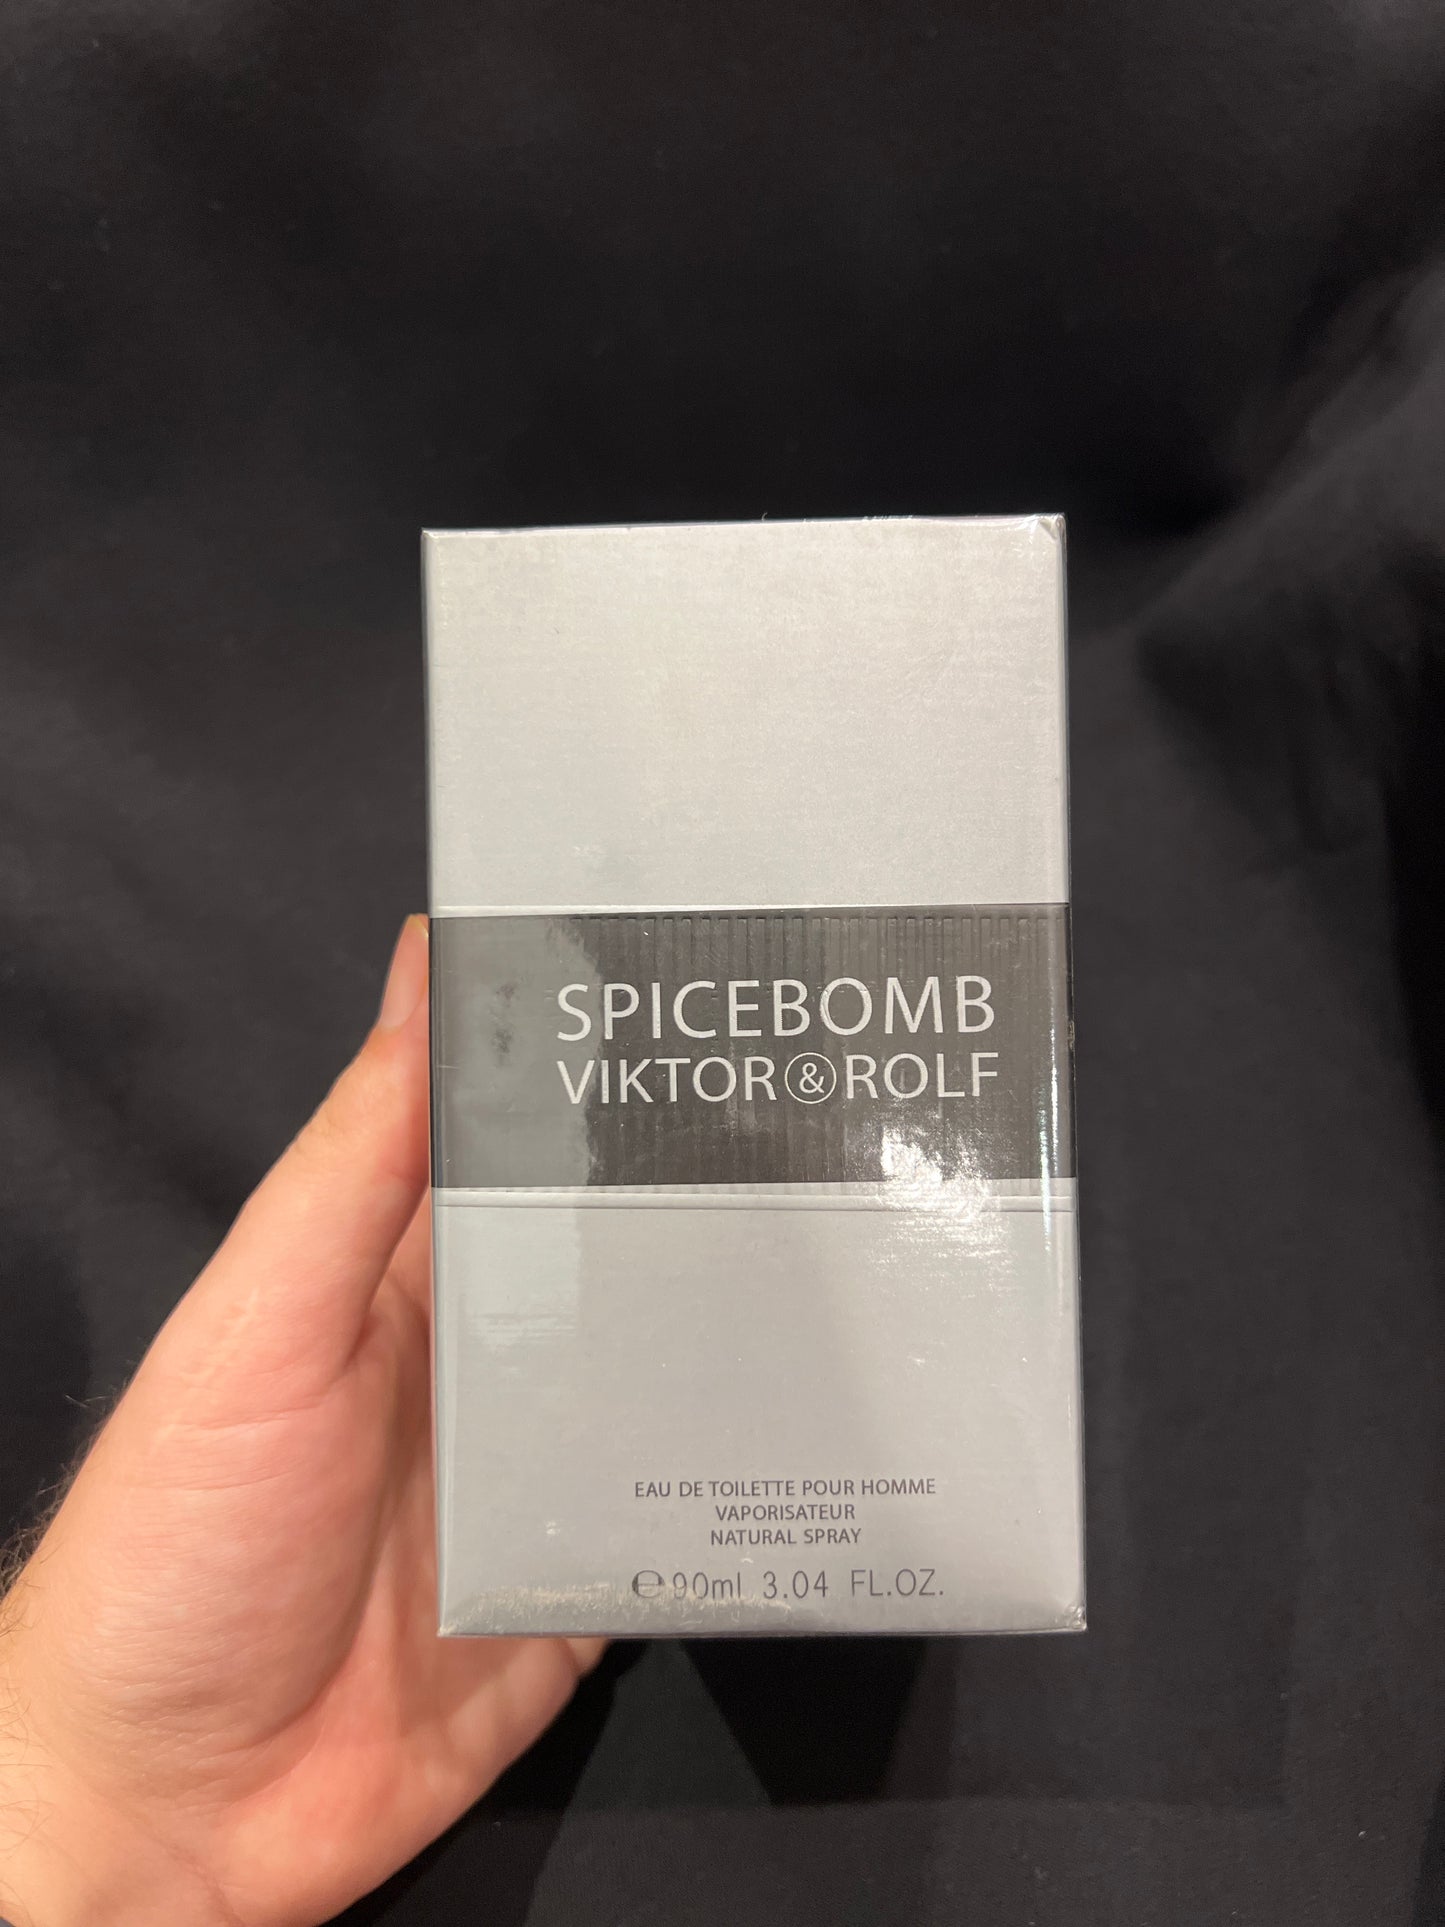 SPICEBOMB
VIKTOR&ROLF
EAU DE TOILETTE POUR HOMME
VAPORISATEUR
NATURAL SPRAY
℮ 90ml 3.04 FL.OZ.